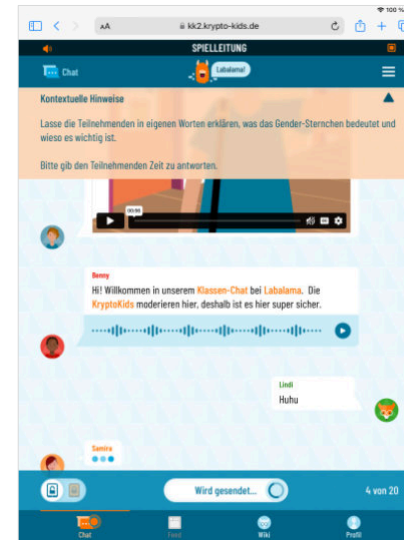 100 %
AA kk2.krypto-kids.de
SPIELLEITUNG
Chat Labalama!
Kontextuelle Hinweise
Lasse die Teilnehmenden in eigenen Worten erklären, was das Gender-Sternchen bedeutet und
wieso es wichtig ist.
Bitte gib den Teilnehmenden Zeit zu antworten.
Benny
Hi! Willkommen in unserem Klassen-Chat bei Labalama. Die
KryptoKids moderieren hier, deshalb ist es hier super sicher.
Lindi
Huhu
Samira
Wird gesendet... 4 von 20
Chat Feed Wiki Profil